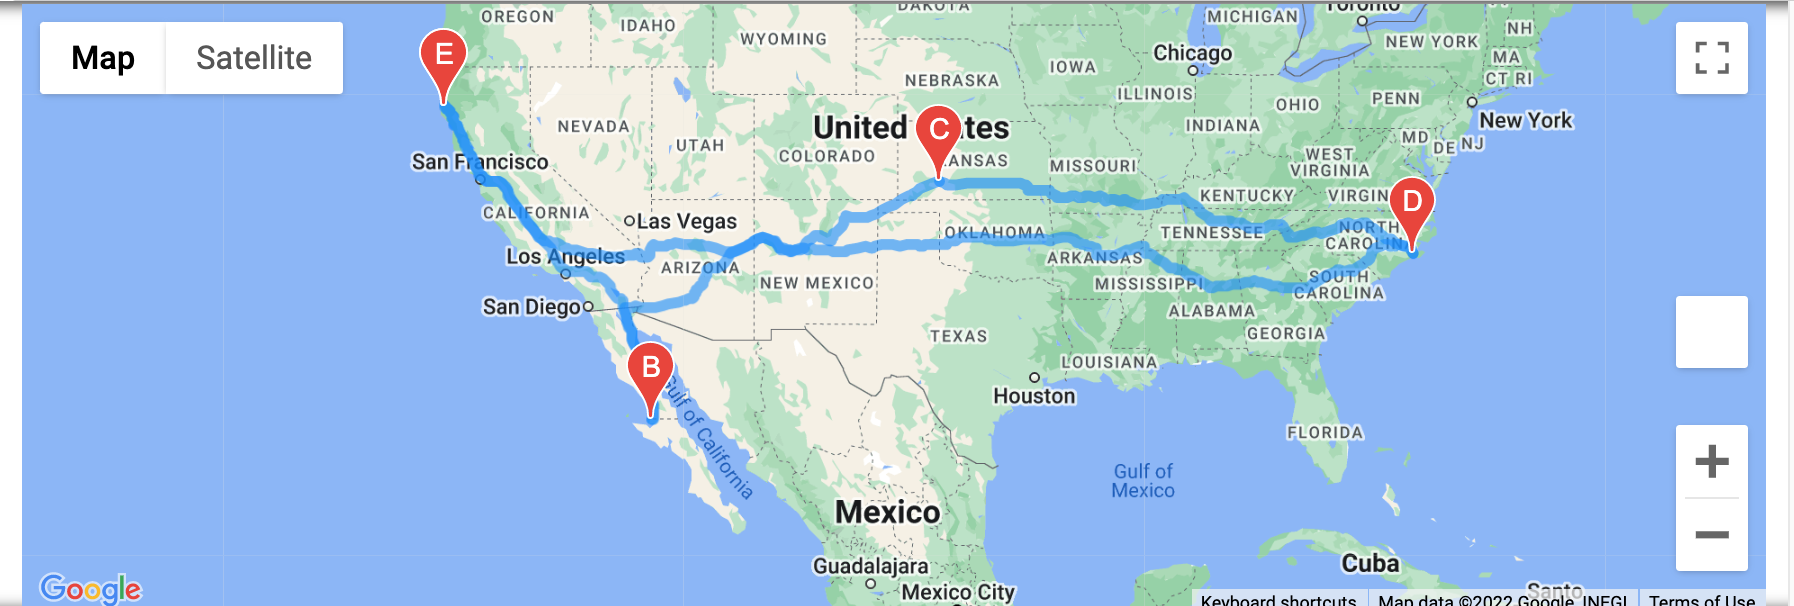 DAKOTA
Toronto
OREGON
MICHIGAN
IDAHO
NH
WYOMING
NEW YORK
Map
Satellite
E
Chicago
MA
IOWA
CT RI
NEBRASKA
ILLINOIS
PENN
OHIO
New York
United States
C
NEVADA
INDIANA
MD
UTAH
DE NJ
COLORADO
WEST
VIRGINIA
San Francisco
KANSAS
MISSOURI
KENTUCKY
VIRGIN
D
CALIFORNIA
Las Vegas
OKLAHOMA
TENNESSEE
NORTH
CAROLIN
Los Angeles
ARIZONA
ARKANSAS
NEW MEXICO
MISSISSIPPI
SOUTH
CAROLINA
San Diego
ALABAMA
TEXAS
GEORGIA
B
LOUISIANA
Houston
Gulf of California
FLORIDA
Gulf of
Mexico
+
Mexico
−
Cuba
Guadalajara
Google
Mexico City
Santo
Keyboard shortcuts
Map data ©2022 Google, INEGI
Terms of Use